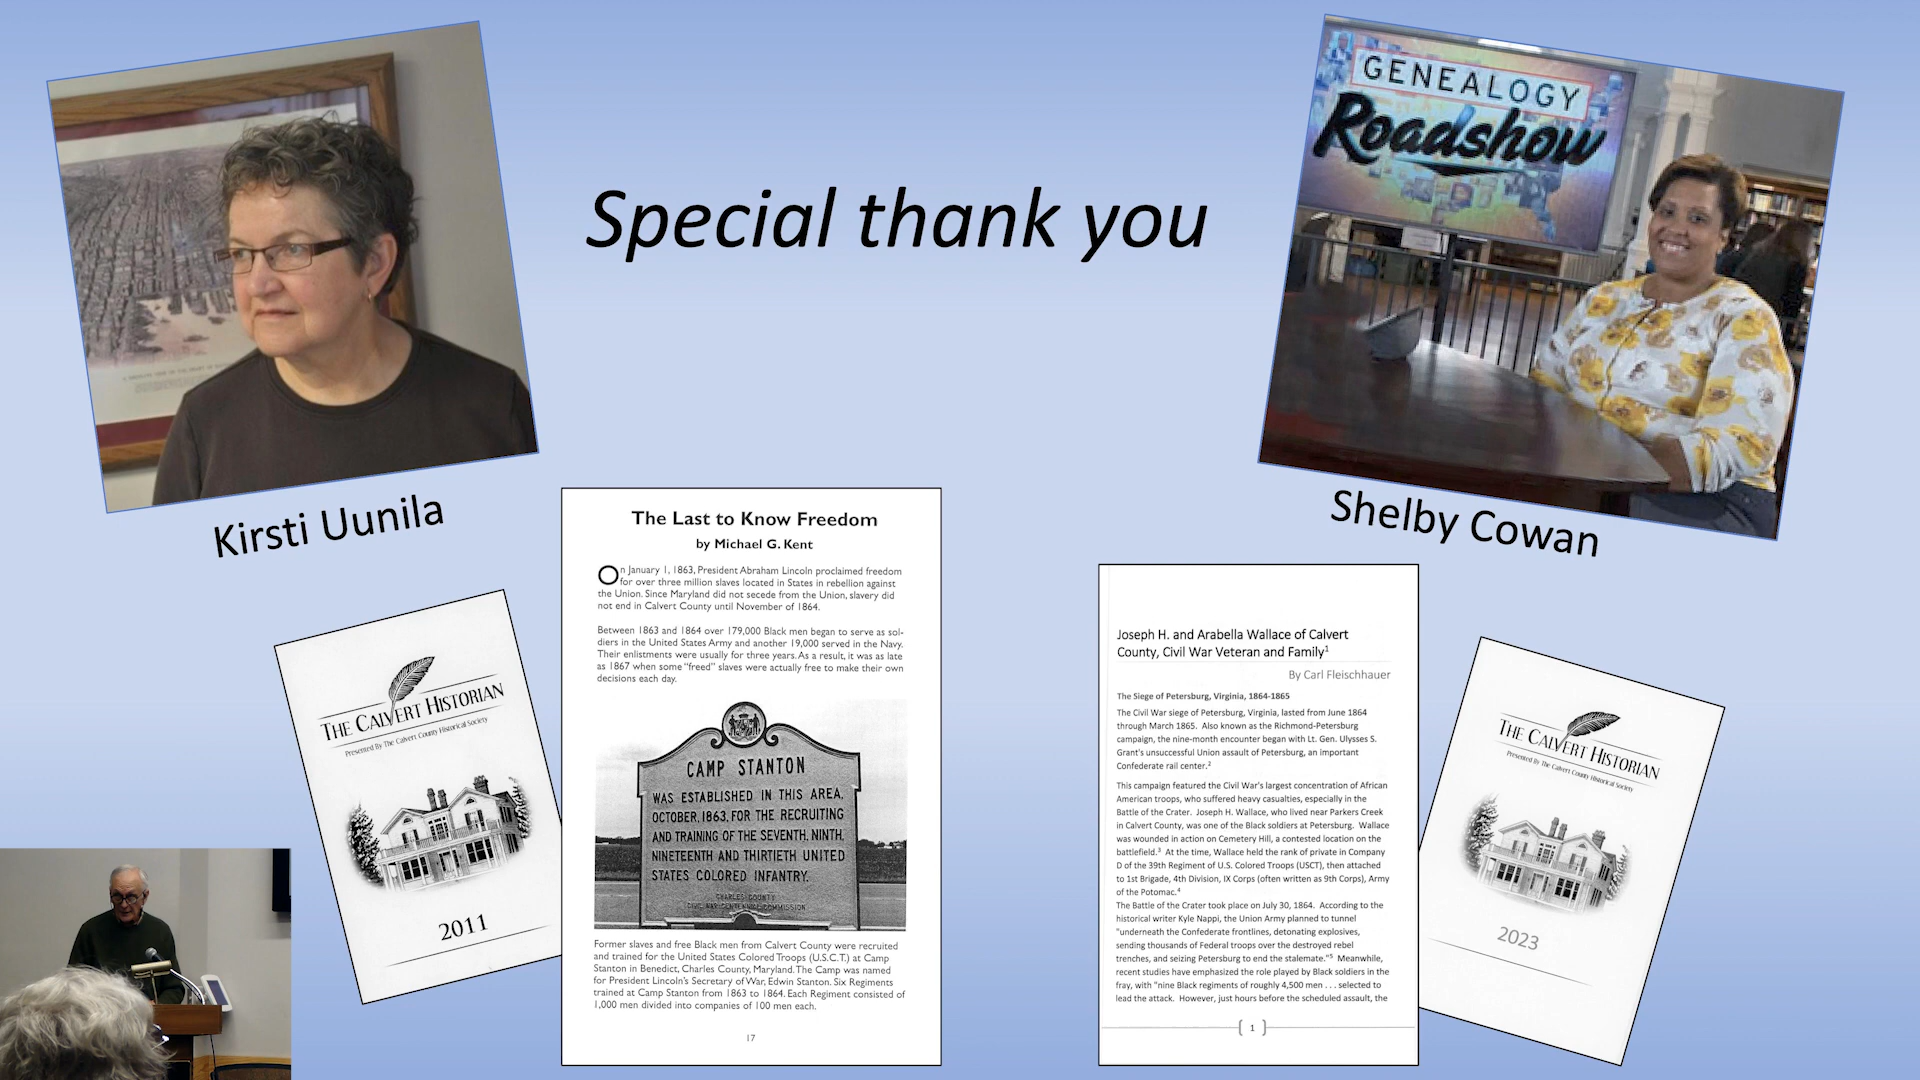 GENEALOGY
Roadshow
Special thank you
Kirsti Uunila
Shelby Cowan
THE CALVERT HISTORIAN
Presented By The Calvert County Historical Society
2011
The Last to Know Freedom
by Michael G. Kent
On January 1, 1863, President Abraham Lincoln proclaimed freedom
for over three million slaves located in States in rebellion against
the Union. Since Maryland did not secede from the Union, slavery did
not end in Calvert County until November of 1864.
Between 1863 and 1864 over 179,000 Black men began to serve as sol-
diers in the United States Army and another 19,000 served in the Navy.
Their enlistments were usually for three years. As a result, it was as late
as 1867 when some "freed" slaves were actually free to make their own
decisions each day.
CAMP STANTON
WAS ESTABLISHED IN THIS AREA,
OCTOBER, 1863, FOR THE RECRUITING
AND TRAINING OF THE SEVENTH, NINTH,
NINETEENTH AND THIRTIETH UNITED
STATES COLORED INFANTRY.
CHARLES COUNTY
CIVIL WAR CENTENNIAL COMMISSION
Former slaves and free Black men from Calvert County were recruited
and trained for the United States Colored Troops (U.S.C.T.) at Camp
Stanton in Benedict, Charles County, Maryland. The Camp was named
for President Lincoln's Secretary of War, Edwin Stanton. Six Regiments
trained at Camp Stanton from 1863 to 1864. Each Regiment consisted of
1,000 men divided into companies of 100 men each.
17
Joseph H. and Arabella Wallace of Calvert
County, Civil War Veteran and Family1
By Carl Fleischhauer
The Siege of Petersburg, Virginia, 1864-1865
The Civil War siege of Petersburg, Virginia, lasted from June 1864
through March 1865. Also known as the Richmond-Petersburg
campaign, the nine-month encounter began with Lt. Gen. Ulysses S.
Grant's unsuccessful Union assault of Petersburg, an important
Confederate rail center.2
This campaign featured the Civil War's largest concentration of African
American troops, who suffered heavy casualties, especially in the
Battle of the Crater. Joseph H. Wallace, who lived near Parkers Creek
in Calvert County, was one of the Black soldiers at Petersburg. Wallace
was wounded in action on Cemetery Hill, a contested location on the
battlefield.3 At the time, Wallace held the rank of private in Company
D of the 39th Regiment of U.S. Colored Troops (USCT), then attached
to 1st Brigade, 4th Division, IX Corps (often written as 9th Corps), Army
of the Potomac.4
The Battle of the Crater took place on July 30, 1864. According to the
historical writer Kyle Nappi, the Union Army planned to tunnel
"underneath the Confederate frontlines, detonating explosives,
sending thousands of Federal troops over the destroyed rebel
trenches, and seizing Petersburg to end the stalemate."5 Meanwhile,
recent studies have emphasized the role played by Black soldiers in the
fray, with "nine Black regiments of roughly 4,500 men . . . selected to
lead the attack. However, just hours before the scheduled assault, the
1
THE CALVERT HISTORIAN
Presented By The Calvert County Historical Society
2023